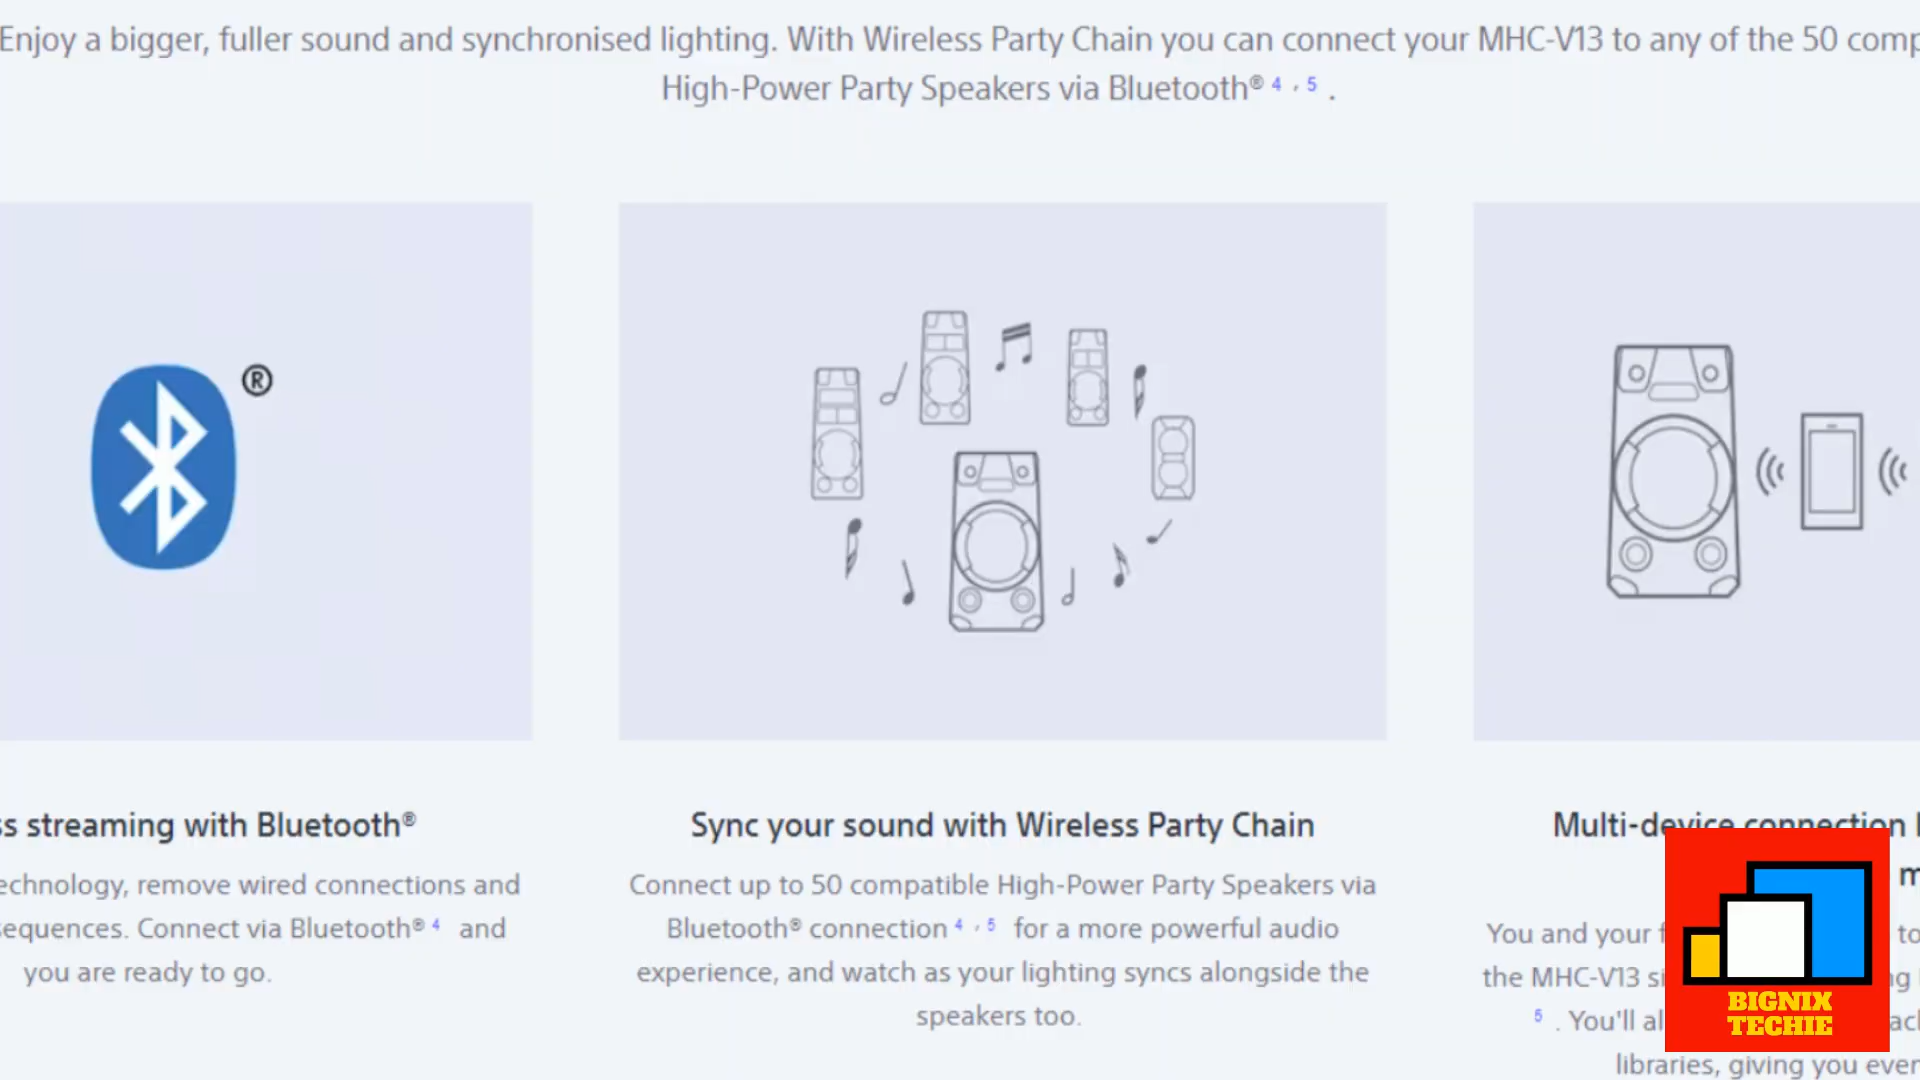 Enjoy a bigger, fuller sound and synchronised lighting. With Wireless Party Chain you can connect your MHC-V13 to any of the 50
High-Power Party Speakers via Bluetooth® 4 , 5 .
®
streaming with Bluetooth®
Sync your sound with Wireless Party Chain
Multi-device connection
remove wired connections and
Connect via Bluetooth® 4 and
you are ready to go.
Connect up to 50 compatible High-Power Party Speakers via
Bluetooth® connection 4 , 5 for a more powerful audio
experience, and watch as your lighting syncs alongside the
speakers too.
You and your
the MHC-V13
5 . You'll
libraries, giving you
BIGNIX
TECHIE